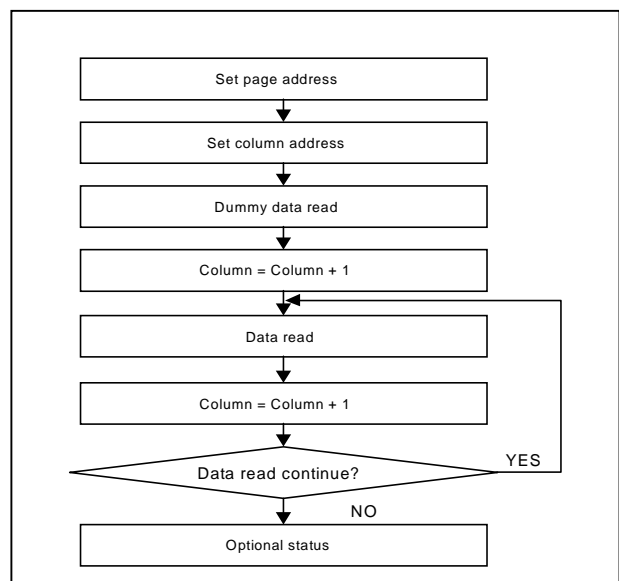 Set page address
Set column address
Dummy data read
Column = Column + 1
Data read
Column = Column + 1
Data read continue?
YES
NO
Optional status